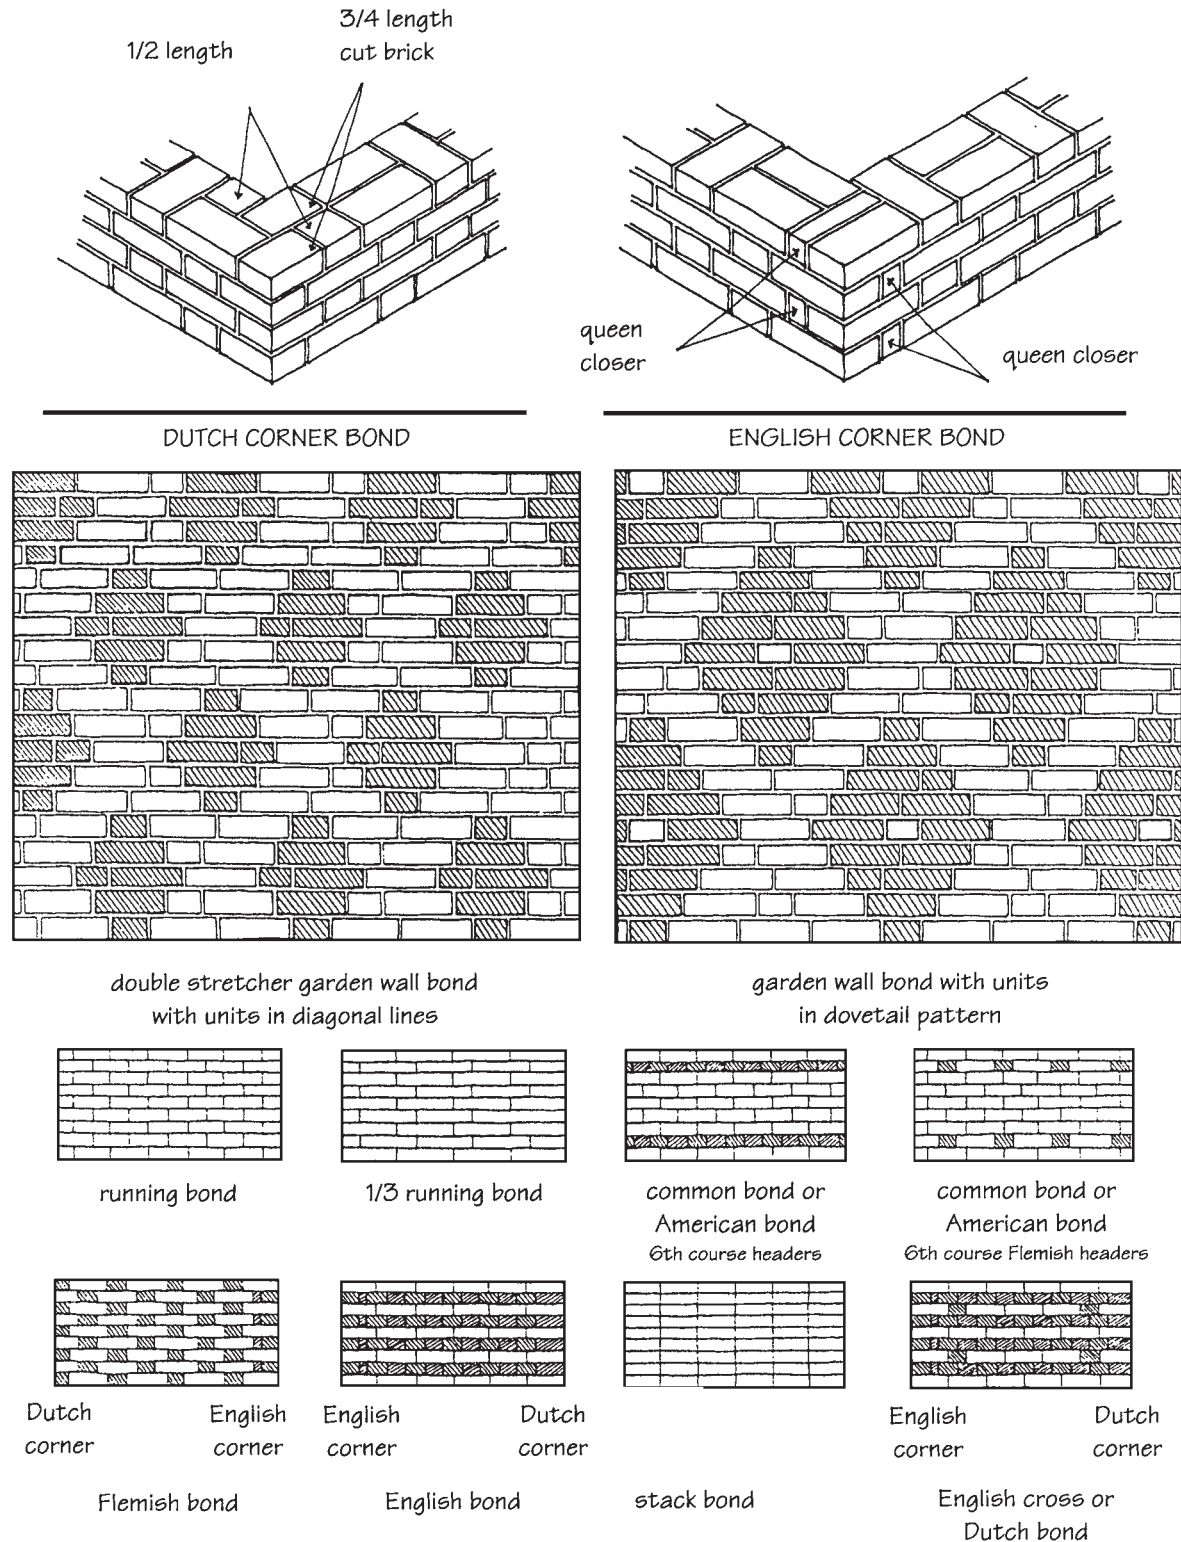 1/2 length
3/4 length
cut brick
queen
closer
queen closer
DUTCH CORNER BOND
ENGLISH CORNER BOND
double stretcher garden wall bond
with units in diagonal lines
garden wall bond with units
in dovetail pattern
running bond
1/3 running bond
common bond or
American bond
6th course headers
common bond or
American bond
6th course Flemish headers
Dutch
corner
English
corner
Flemish bond
English
corner
Dutch
corner
English bond
stack bond
English
corner
Dutch
corner
English cross or
Dutch bond